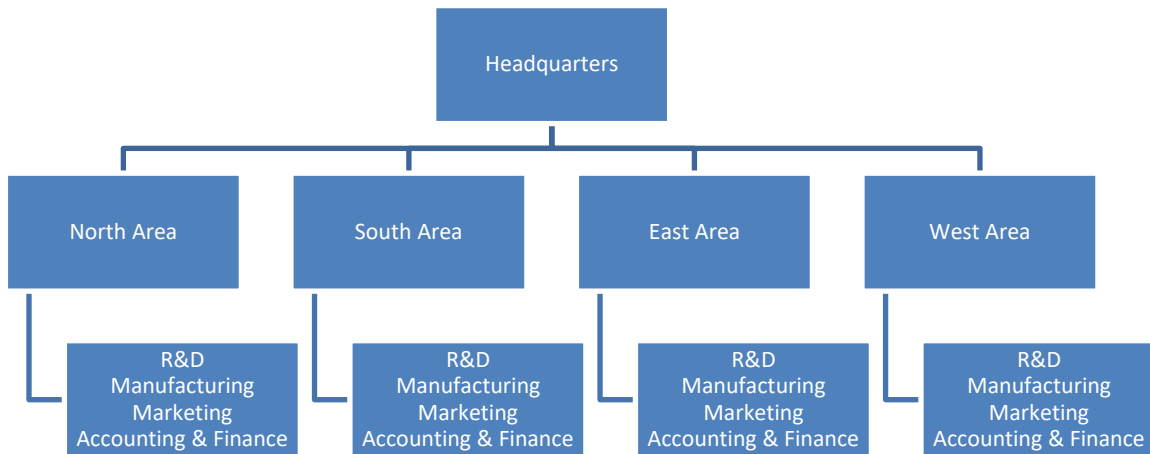 Headquarters
North Area
South Area
East Area
West Area
R&D
Manufacturing
Marketing
Accounting & Finance
R&D
Manufacturing
Marketing
Accounting & Finance
R&D
Manufacturing
Marketing
Accounting & Finance
R&D
Manufacturing
Marketing
Accounting & Finance